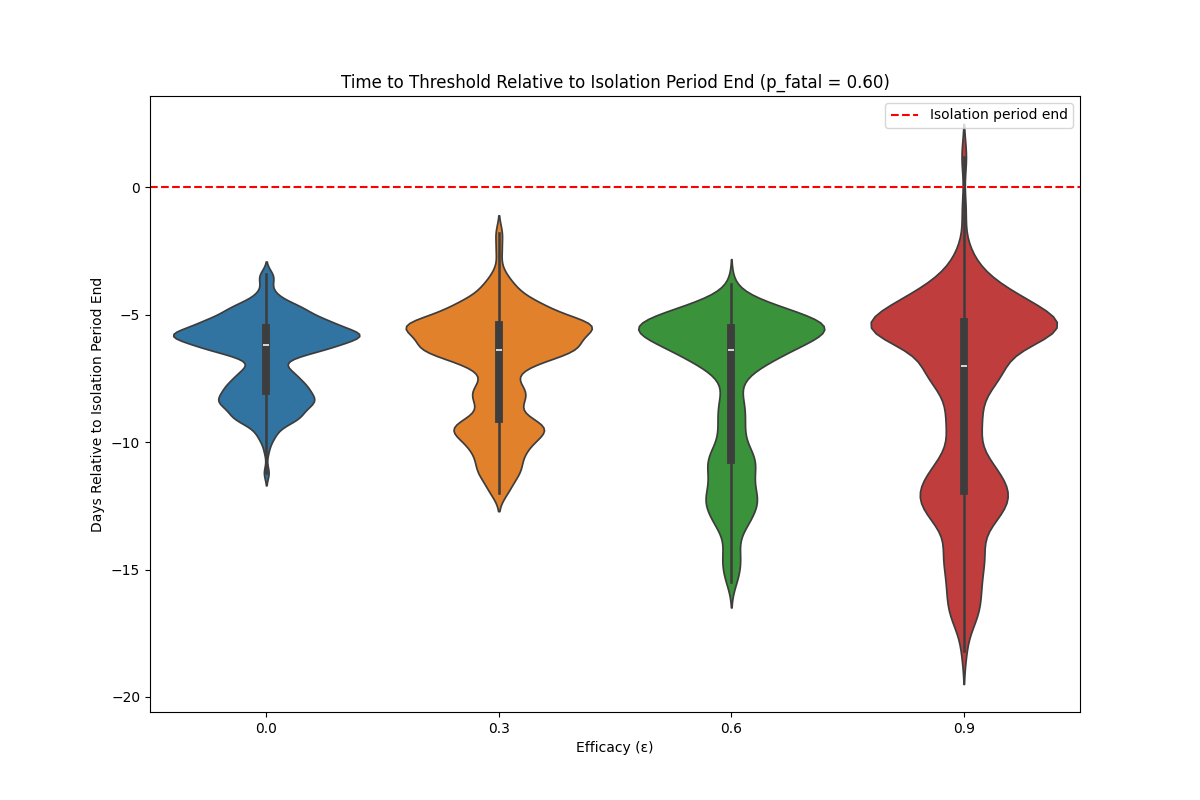 Time to Threshold Relative to Isolation Period End (p_fatal = 0.60)
Isolation period end
Days Relative to Isolation Period End
0
−5
−10
−15
−20
0.0
0.3
0.6
0.9
Efficacy (ε)